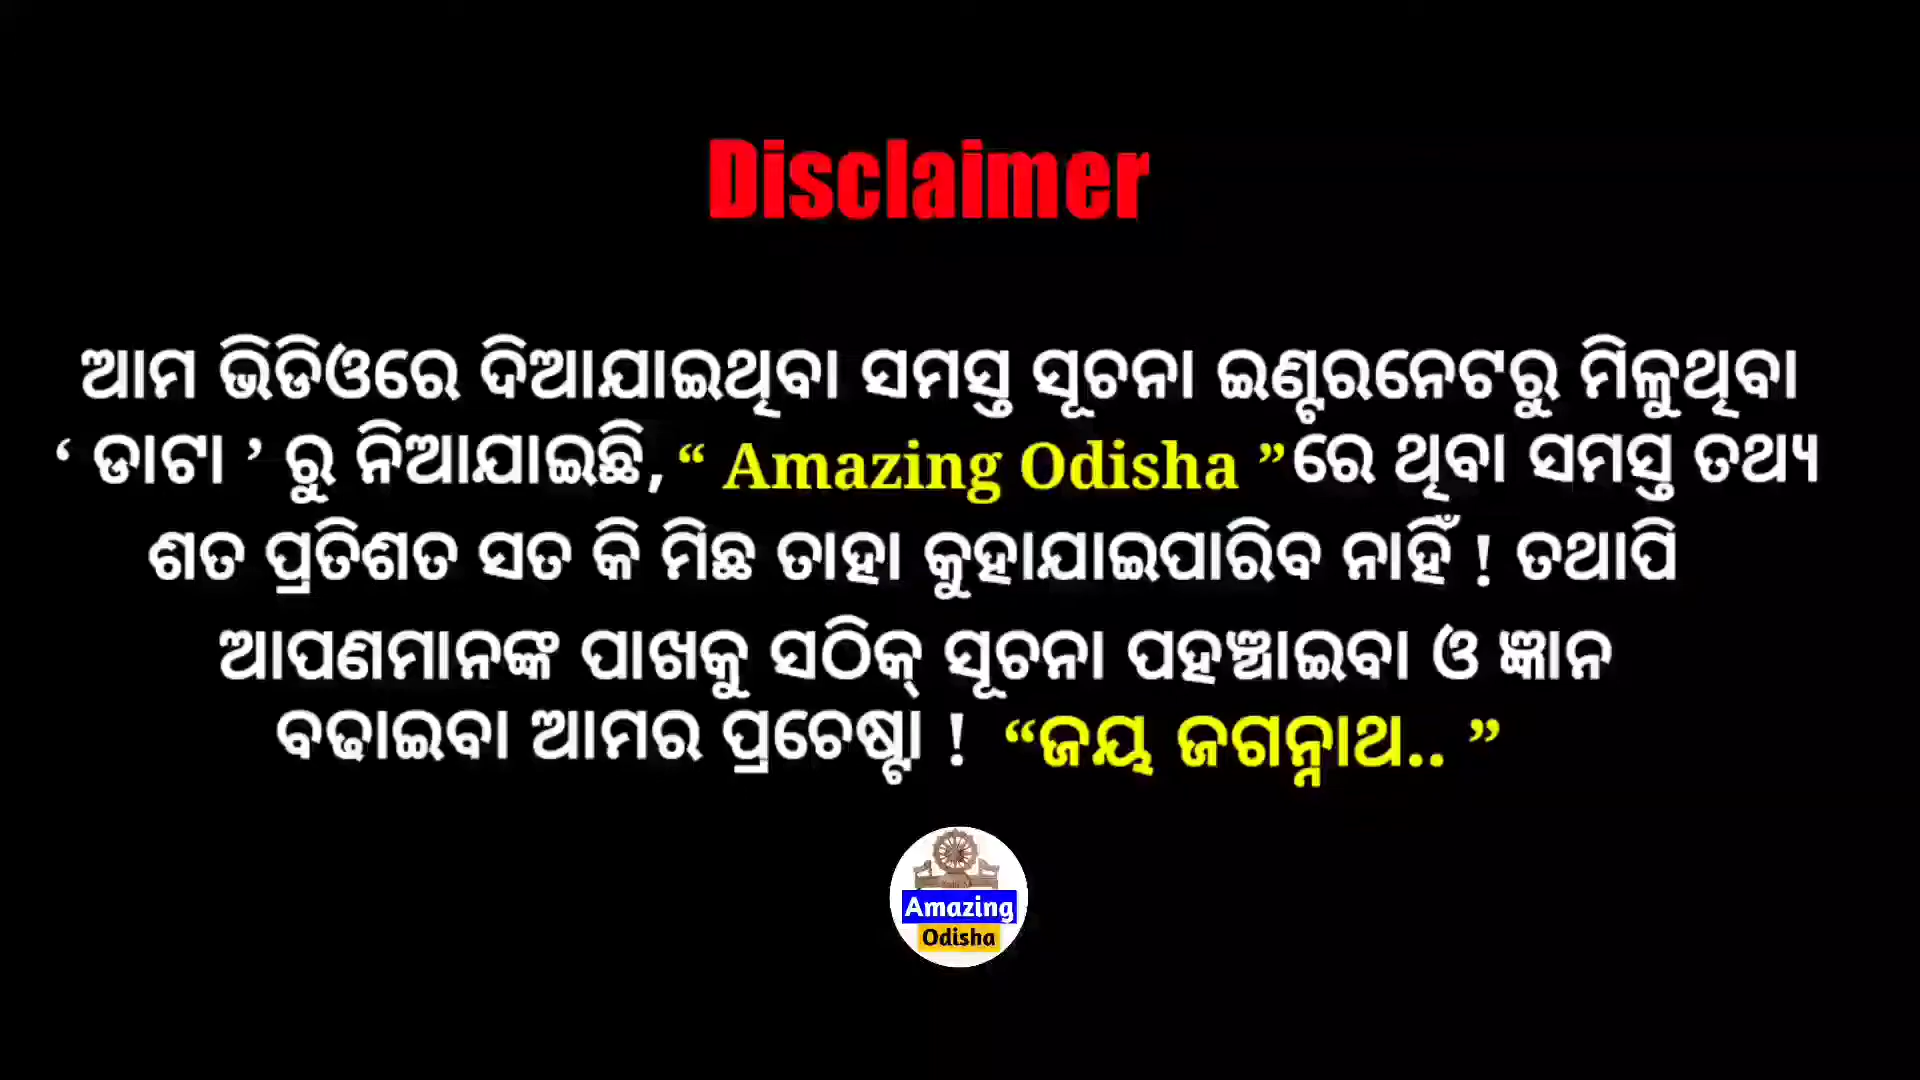 Disclaimer
ଆମ ଭିଡିଓରେ ଦିଆଯାଇଥିବା ସମସ୍ତ ସୂଚନା ଇଣ୍ଟରନେଟରୁ ମିଳୁଥିବା
‘ ଡାଟା ’ ରୁ ନିଆଯାଇଛି, “ Amazing Odisha ” ରେ ଥିବା ସମସ୍ତ ତଥ୍ୟ
ଶତ ପ୍ରତିଶତ ସତ କି ମିଛ ତାହା କୁହାଯାଇପାରିବ ନାହିଁ ! ତଥାପି
ଆପଣମାନଙ୍କ ପାଖକୁ ସଠିକ୍ ସୂଚନା ପହଞ୍ଚାଇବା ଓ ଜ୍ଞାନ
ବଢାଇବା ଆମର ପ୍ରଚେଷ୍ଟା ! “ଜୟ ଜଗନ୍ନାଥ.. ”
Amazing
Odisha